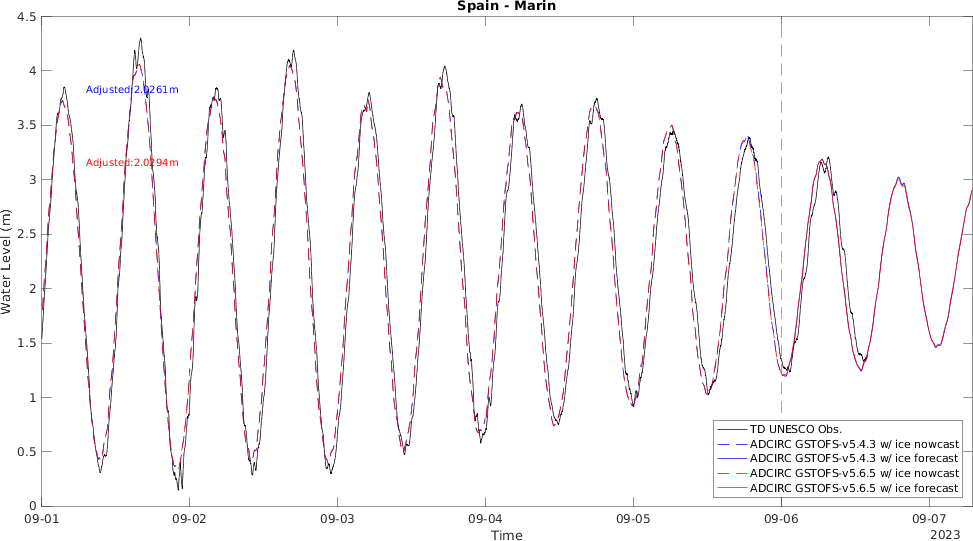 Spain - Marin
4.5
4
3.5
3
2.5
2
1.5
1
0.5
0
Water Level (m)
Adjusted:2.0261m
Adjusted:2.0294m
TD UNESCO Obs.
ADCIRC GSTOFS-v5.4.3 w/ ice nowcast
ADCIRC GSTOFS-v5.4.3 w/ ice forecast
ADCIRC GSTOFS-v5.6.5 w/ ice nowcast
ADCIRC GSTOFS-v5.6.5 w/ ice forecast
09-01 09-02 09-03 09-04 09-05 09-06 09-07
Time
2023